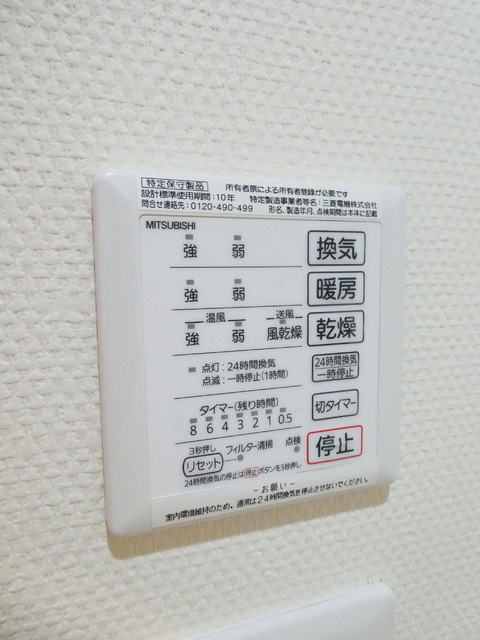 特定保守製品 所有者票による所有者登録が必要です
設計標準使用期間:10年 特定製造事業者等名:三菱電機株式会社
問合せ連絡先:0120-490-499 形名、製造年月、点検期間は本体に記載
MITSUBISHI
強 弱 換気
強 弱 暖房
温風 送風
強 弱 風乾燥 乾燥
点灯:24時間換気
点滅:一時停止(1時間)
24時間換気
一時停止
タイマー(残り時間)
8 6 4 3 2 1 0.5
切タイマー
3秒押し
リセット フィルター清掃 点検
停止
24時間換気の停止は停止ボタンを3秒押し
－お願い－
室内環境維持のため、通常は24時間換気を停止させないでください。